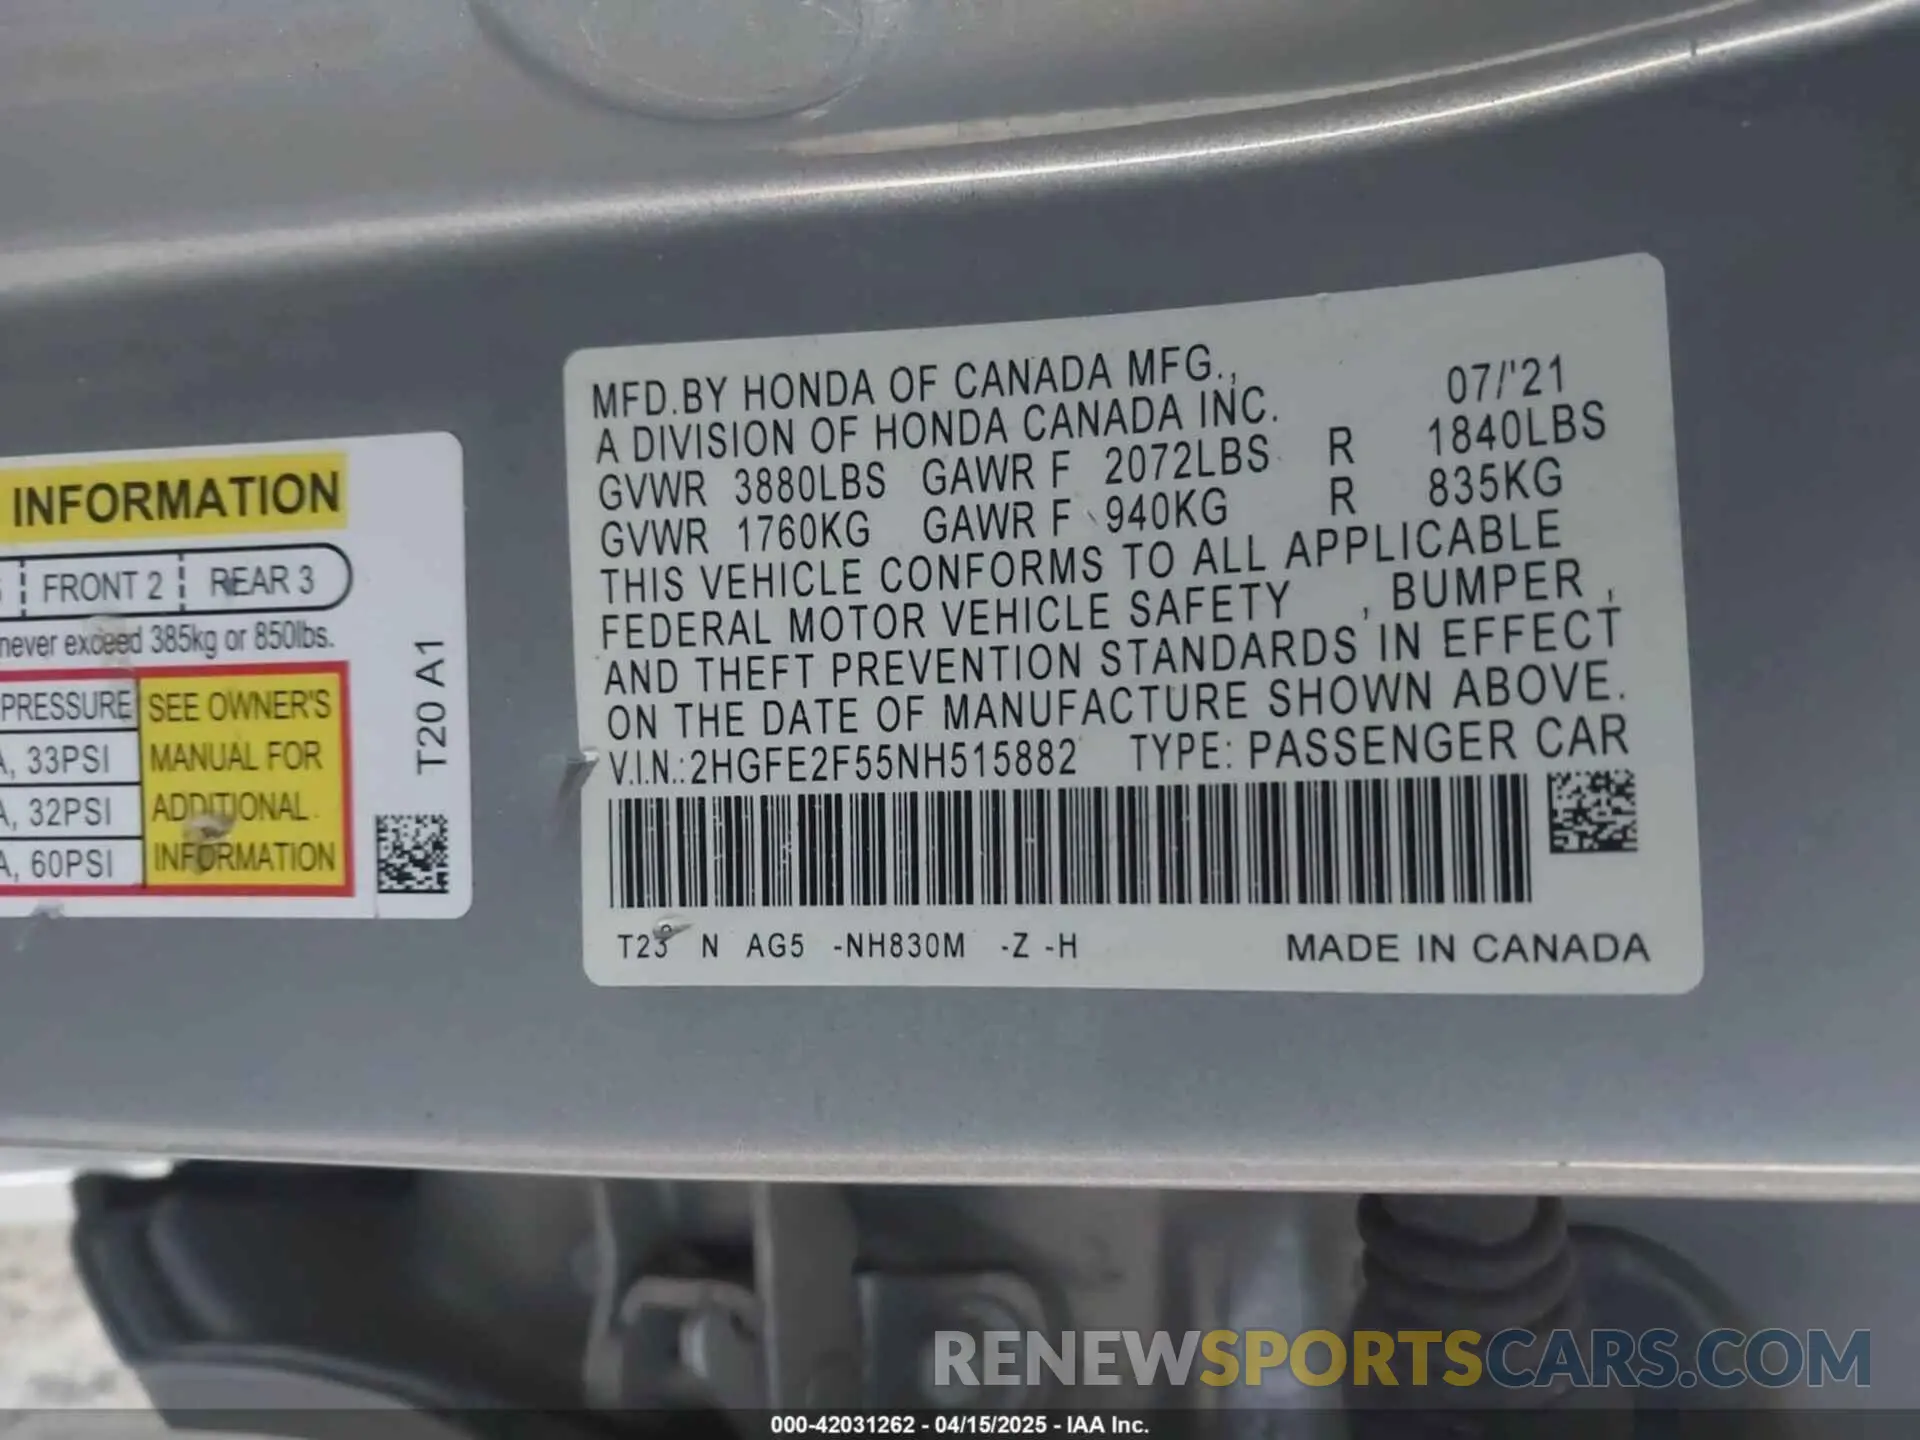 INFORMATION
FRONT 2 REAR 3
never exceed 385kg or 850lbs.
PRESSURE
A, 33PSI
A, 32PSI
A, 60PSI
SEE OWNER'S
MANUAL FOR
ADDITIONAL
INFORMATION
T20 A1
MFD.BY HONDA OF CANADA MFG., 07/'21
A DIVISION OF HONDA CANADA INC.
GVWR 3880LBS GAWR F 2072LBS R 1840LBS
GVWR 1760KG GAWR F 940KG R 835KG
THIS VEHICLE CONFORMS TO ALL APPLICABLE
FEDERAL MOTOR VEHICLE SAFETY , BUMPER ,
AND THEFT PREVENTION STANDARDS IN EFFECT
ON THE DATE OF MANUFACTURE SHOWN ABOVE.
V.I.N.:2HGFE2F55NH515882 TYPE: PASSENGER CAR
N AG5 -NH830M -Z -H MADE IN CANADA
RENEWSPORTSCARS.COM
000-42031262 - 04/15/2025 - IAA Inc.